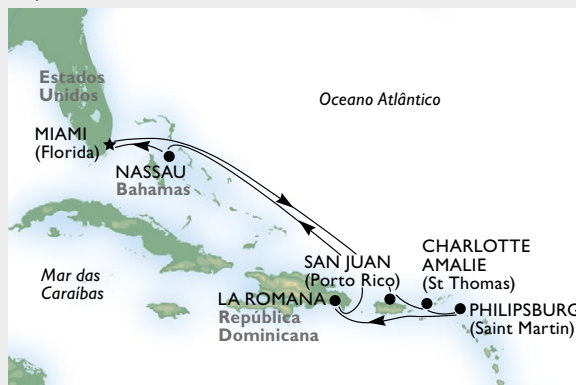 Estados
Unidos
Oceano Atlântico
MIAMI
(Florida)
NASSAU
Bahamas
Mar das
Caraíbas
SAN JUAN
(Porto Rico)
CHARLOTTE
AMALIE
(St Thomas)
LA ROMANA
República
Dominicana
PHILIPSBURG
(Saint Martin)